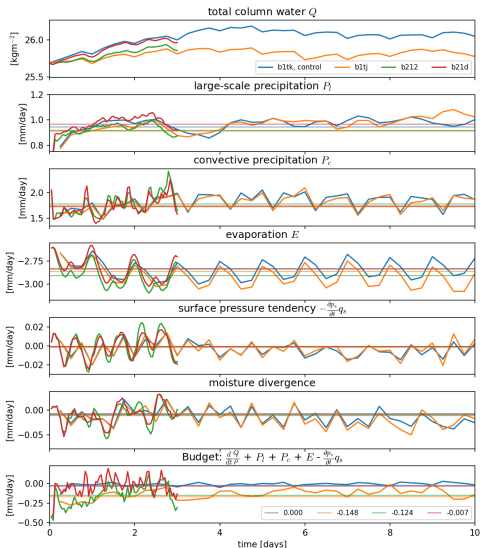 total column water Q
[kgm⁻²]
26.0
25.5
b1tk, control b1tj b212 b21d
large-scale precipitation P_l
[mm/day]
1.2
1.0
0.8
convective precipitation P_c
[mm/day]
2.0
1.5
evaporation E
[mm/day]
−2.75
−3.00
surface pressure tendency −∂p_s/∂t q_s
[mm/day]
0.02
0.00
−0.02
moisture divergence
[mm/day]
0.00
−0.05
Budget: d/dt Q/P + P_l + P_c + E - ∂p_s/∂t q_s
[mm/day]
0.00
−0.25
−0.50
0.000 -0.148 -0.124 -0.007
0 2 4 6 8 10
time [days]